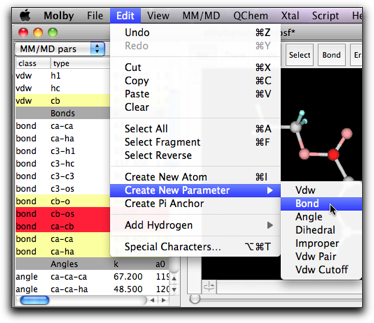 Molby File Edit View MM/MD QChem Xtal Script He
osf*
MM/MD pars
Select Bond Er
class type
vdw h1
vdw hc
vdw cb
Bonds
bond ca-ca
bond ca-ha
bond c3-h1
bond c3-hc
bond c3-c3
bond c3-os
bond cb-o
bond cb-os
bond ca-cb
bond ca-ca
bond ca-ha
Angles k a0
angle ca-ca-ca 67.200 119
angle ca-ca-ha 48.500 120
Undo ⌘Z
Redo
Cut ⌘X
Copy ⌘C
Paste ⌘V
Clear
Select All ⌘A
Select Fragment ⌘F
Select Reverse
Create New Atom ⌘I
Create New Parameter
Create Pi Anchor
Add Hydrogen
Special Characters... ⌥⌘T
Vdw
Bond
Angle
Dihedral
Improper
Vdw Pair
Vdw Cutoff